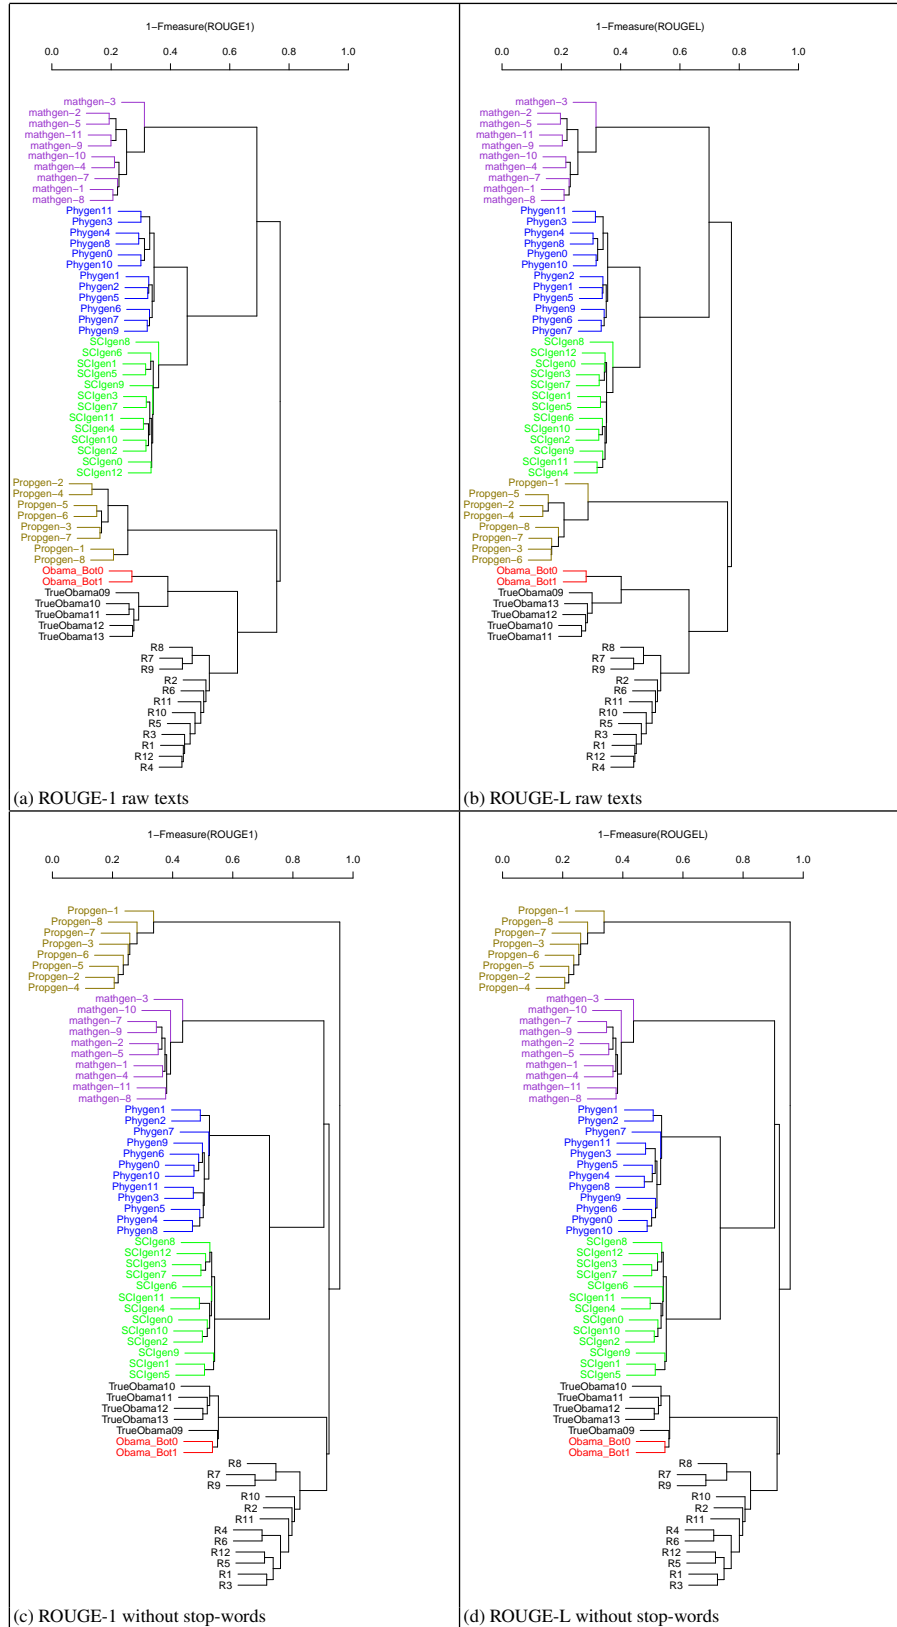 1−Fmeasure(ROUGE1)
0.0 0.2 0.4 0.6 0.8 1.0
mathgen−3
mathgen−2
mathgen−5
mathgen−11
mathgen−9
mathgen−10
mathgen−4
mathgen−7
mathgen−1
mathgen−8
Phygen11
Phygen3
Phygen4
Phygen8
Phygen0
Phygen10
Phygen1
Phygen2
Phygen5
Phygen6
Phygen7
Phygen9
SCIgen8
SCIgen6
SCIgen1
SCIgen5
SCIgen9
SCIgen3
SCIgen7
SCIgen11
SCIgen4
SCIgen10
SCIgen2
SCIgen0
SCIgen12
Propgen−2
Propgen−4
Propgen−5
Propgen−6
Propgen−3
Propgen−7
Propgen−1
Propgen−8
Obama_Bot0
Obama_Bot1
TrueObama09
TrueObama10
TrueObama11
TrueObama12
TrueObama13
R8
R7
R9
R2
R6
R11
R10
R5
R3
R1
R12
R4
(a) ROUGE-1 raw texts
1−Fmeasure(ROUGEL)
0.0 0.2 0.4 0.6 0.8 1.0
mathgen−3
mathgen−2
mathgen−5
mathgen−11
mathgen−9
mathgen−10
mathgen−4
mathgen−7
mathgen−1
mathgen−8
Phygen11
Phygen3
Phygen4
Phygen8
Phygen0
Phygen10
Phygen2
Phygen1
Phygen5
Phygen9
Phygen6
Phygen7
SCIgen8
SCIgen12
SCIgen0
SCIgen3
SCIgen7
SCIgen1
SCIgen5
SCIgen6
SCIgen10
SCIgen2
SCIgen9
SCIgen11
SCIgen4
Propgen−1
Propgen−5
Propgen−2
Propgen−4
Propgen−8
Propgen−7
Propgen−3
Propgen−6
Obama_Bot0
Obama_Bot1
TrueObama09
TrueObama13
TrueObama12
TrueObama10
TrueObama11
R8
R7
R9
R2
R6
R11
R10
R5
R3
R1
R12
R4
(b) ROUGE-L raw texts
1−Fmeasure(ROUGE1)
0.0 0.2 0.4 0.6 0.8 1.0
Propgen−1
Propgen−8
Propgen−7
Propgen−3
Propgen−6
Propgen−5
Propgen−2
Propgen−4
mathgen−3
mathgen−10
mathgen−7
mathgen−9
mathgen−2
mathgen−5
mathgen−1
mathgen−4
mathgen−11
mathgen−8
Phygen1
Phygen2
Phygen7
Phygen9
Phygen6
Phygen0
Phygen10
Phygen11
Phygen3
Phygen5
Phygen4
Phygen8
SCIgen8
SCIgen12
SCIgen3
SCIgen7
SCIgen6
SCIgen11
SCIgen4
SCIgen0
SCIgen10
SCIgen2
SCIgen9
SCIgen1
SCIgen5
TrueObama10
TrueObama11
TrueObama12
TrueObama13
TrueObama09
Obama_Bot0
Obama_Bot1
R8
R7
R9
R10
R2
R11
R4
R6
R12
R5
R1
R3
(c) ROUGE-1 without stop-words
1−Fmeasure(ROUGEL)
0.0 0.2 0.4 0.6 0.8 1.0
Propgen−1
Propgen−8
Propgen−7
Propgen−3
Propgen−6
Propgen−5
Propgen−2
Propgen−4
mathgen−3
mathgen−10
mathgen−7
mathgen−9
mathgen−2
mathgen−5
mathgen−1
mathgen−4
mathgen−11
mathgen−8
Phygen1
Phygen2
Phygen7
Phygen11
Phygen3
Phygen5
Phygen4
Phygen8
Phygen9
Phygen6
Phygen0
Phygen10
SCIgen8
SCIgen12
SCIgen3
SCIgen7
SCIgen6
SCIgen11
SCIgen4
SCIgen0
SCIgen10
SCIgen2
SCIgen9
SCIgen1
SCIgen5
TrueObama10
TrueObama11
TrueObama12
TrueObama13
TrueObama09
Obama_Bot0
Obama_Bot1
R8
R7
R9
R10
R2
R11
R4
R6
R12
R5
R1
R3
(d) ROUGE-L without stop-words